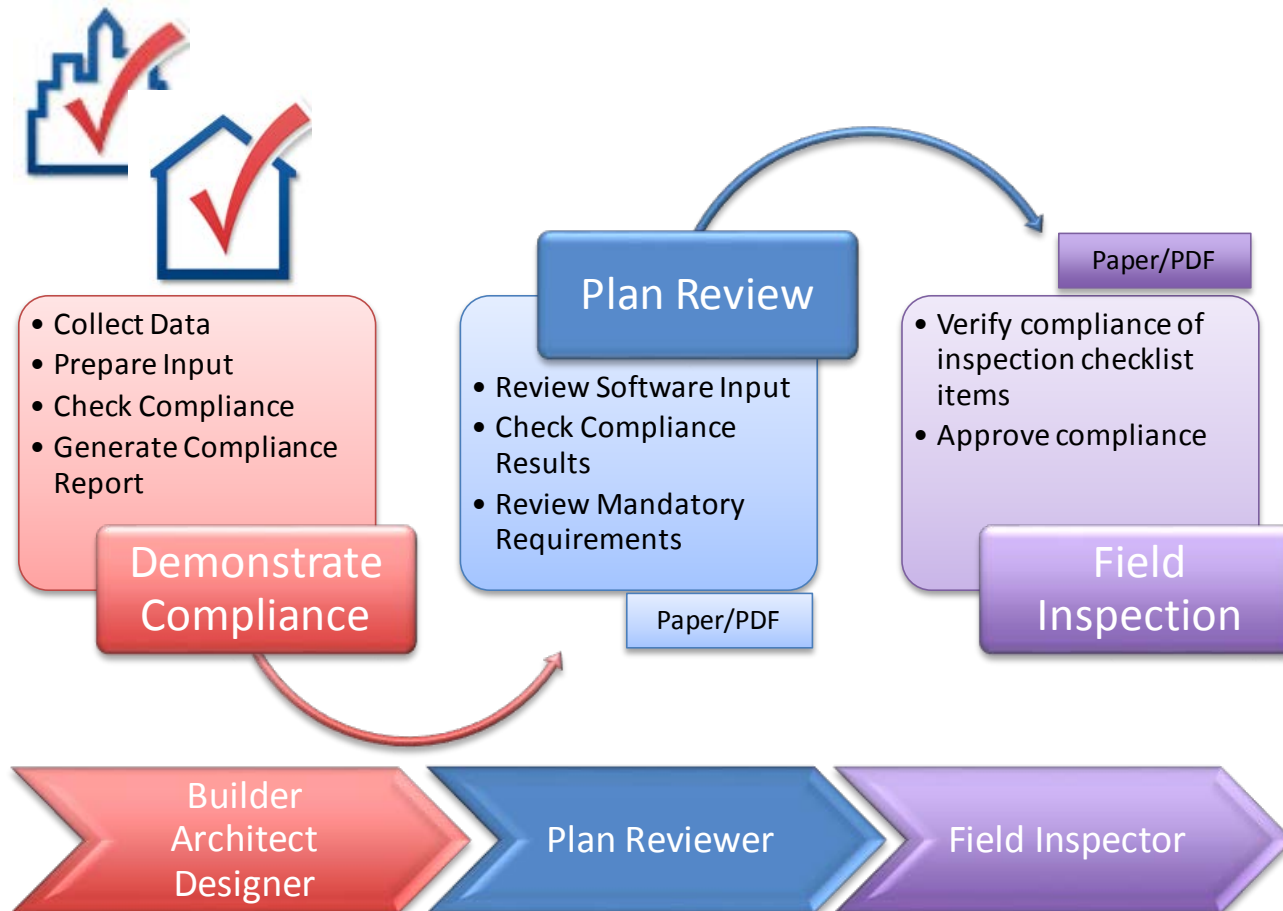 • Collect Data
• Prepare Input
• Check Compliance
• Generate Compliance
Report
Demonstrate
Compliance
Plan Review
• Review Software Input
• Check Compliance
Results
• Review Mandatory
Requirements
Paper/PDF
Paper/PDF
• Verify compliance of
inspection checklist
items
• Approve compliance
Field
Inspection
Builder
Architect
Designer
Plan Reviewer
Field Inspector